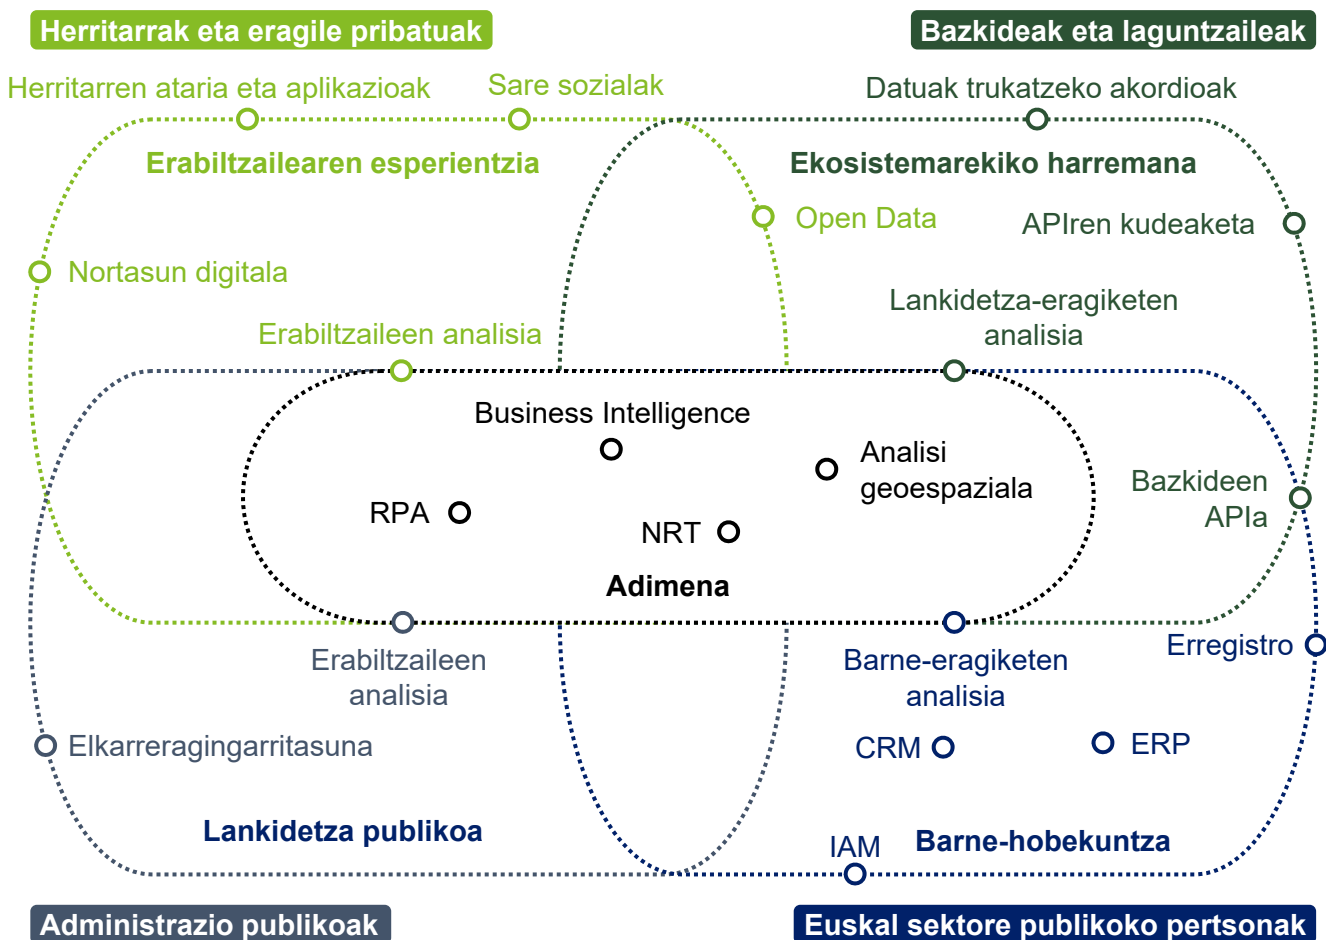 Herritarrak eta eragile pribatuak
Bazkideak eta laguntzaileak
Herritarren ataria eta aplikazioak
Sare sozialak
Datuak trukatzeko akordioak
Erabiltzailearen esperientzia
Ekosistemarekiko harremana
Open Data
APIren kudeaketa
Nortasun digitala
Erabiltzaileen analisia
Lankidetza-eragiketen
analisia
Business Intelligence
Analisi
geoespaziala
RPA
NRT
Bazkideen
APIa
Adimena
Erabiltzaileen
analisia
Barne-eragiketen
analisia
Erregistro
Elkarreragingarritasuna
CRM
ERP
Lankidetza publikoa
IAM
Barne-hobekuntza
Administrazio publikoak
Euskal sektore publikoko pertsonak